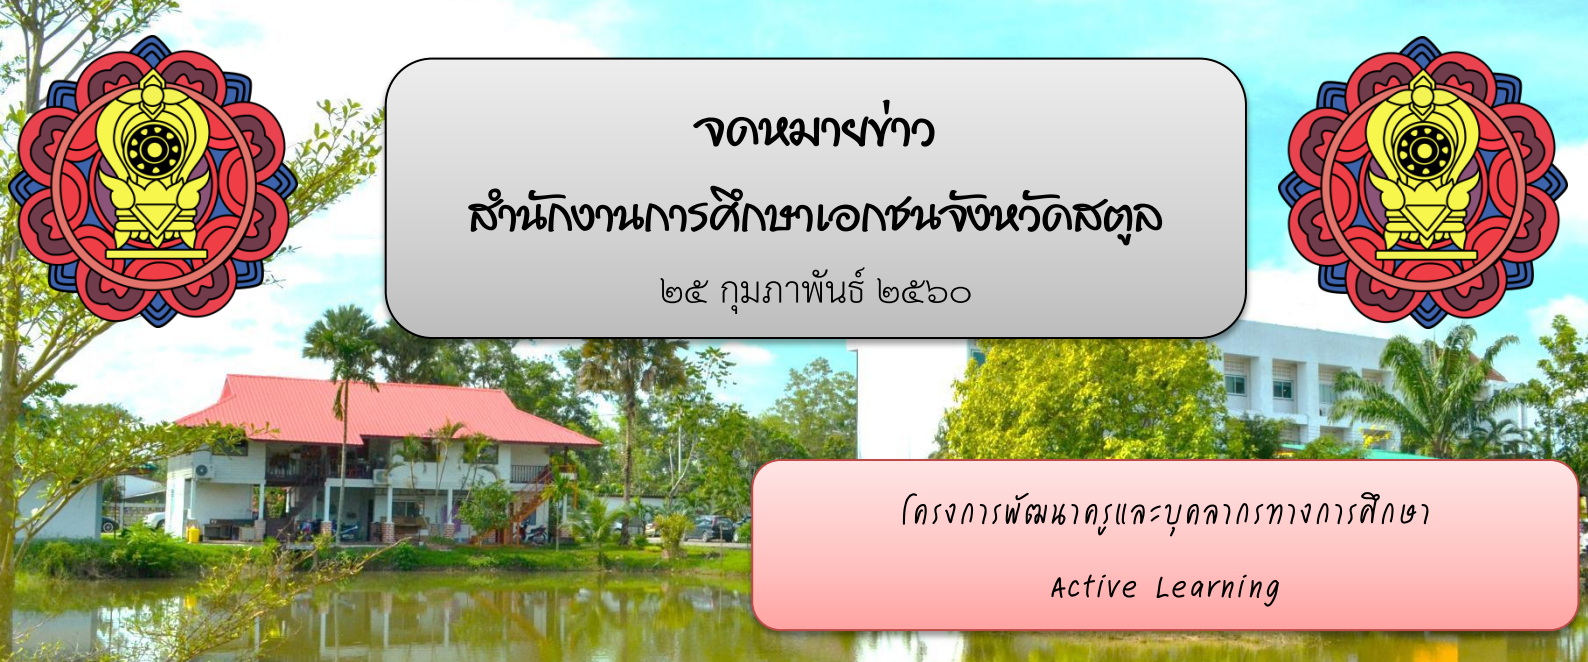 จดหมายข่าว
สำนักงานการศึกษาเอกชนจังหวัดสตูล
๒๕ กุมภาพันธ์ ๒๕๖๐
โครงการพัฒนาครูและบุคลากรทางการศึกษา
Active Learning